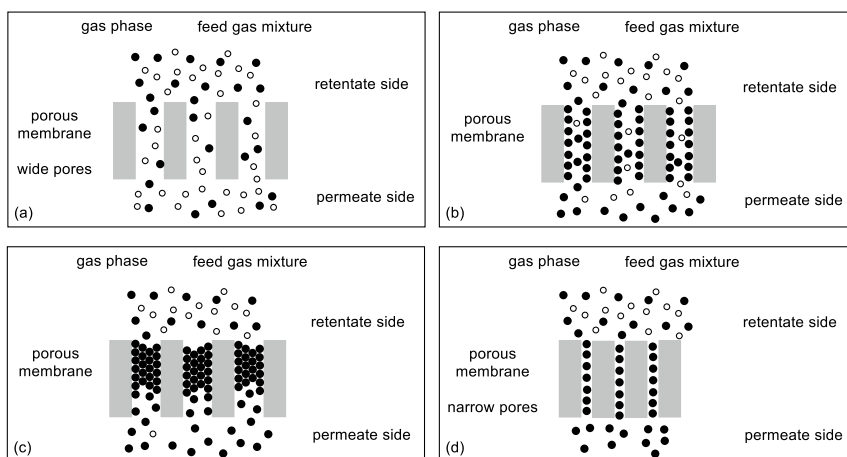 gas phase feed gas mixture
retentate side
porous
membrane
wide pores
permeate side
(a)
gas phase feed gas mixture
retentate side
porous
membrane
permeate side
(b)
gas phase feed gas mixture
retentate side
porous
membrane
permeate side
(c)
gas phase feed gas mixture
retentate side
porous
membrane
narrow pores
permeate side
(d)